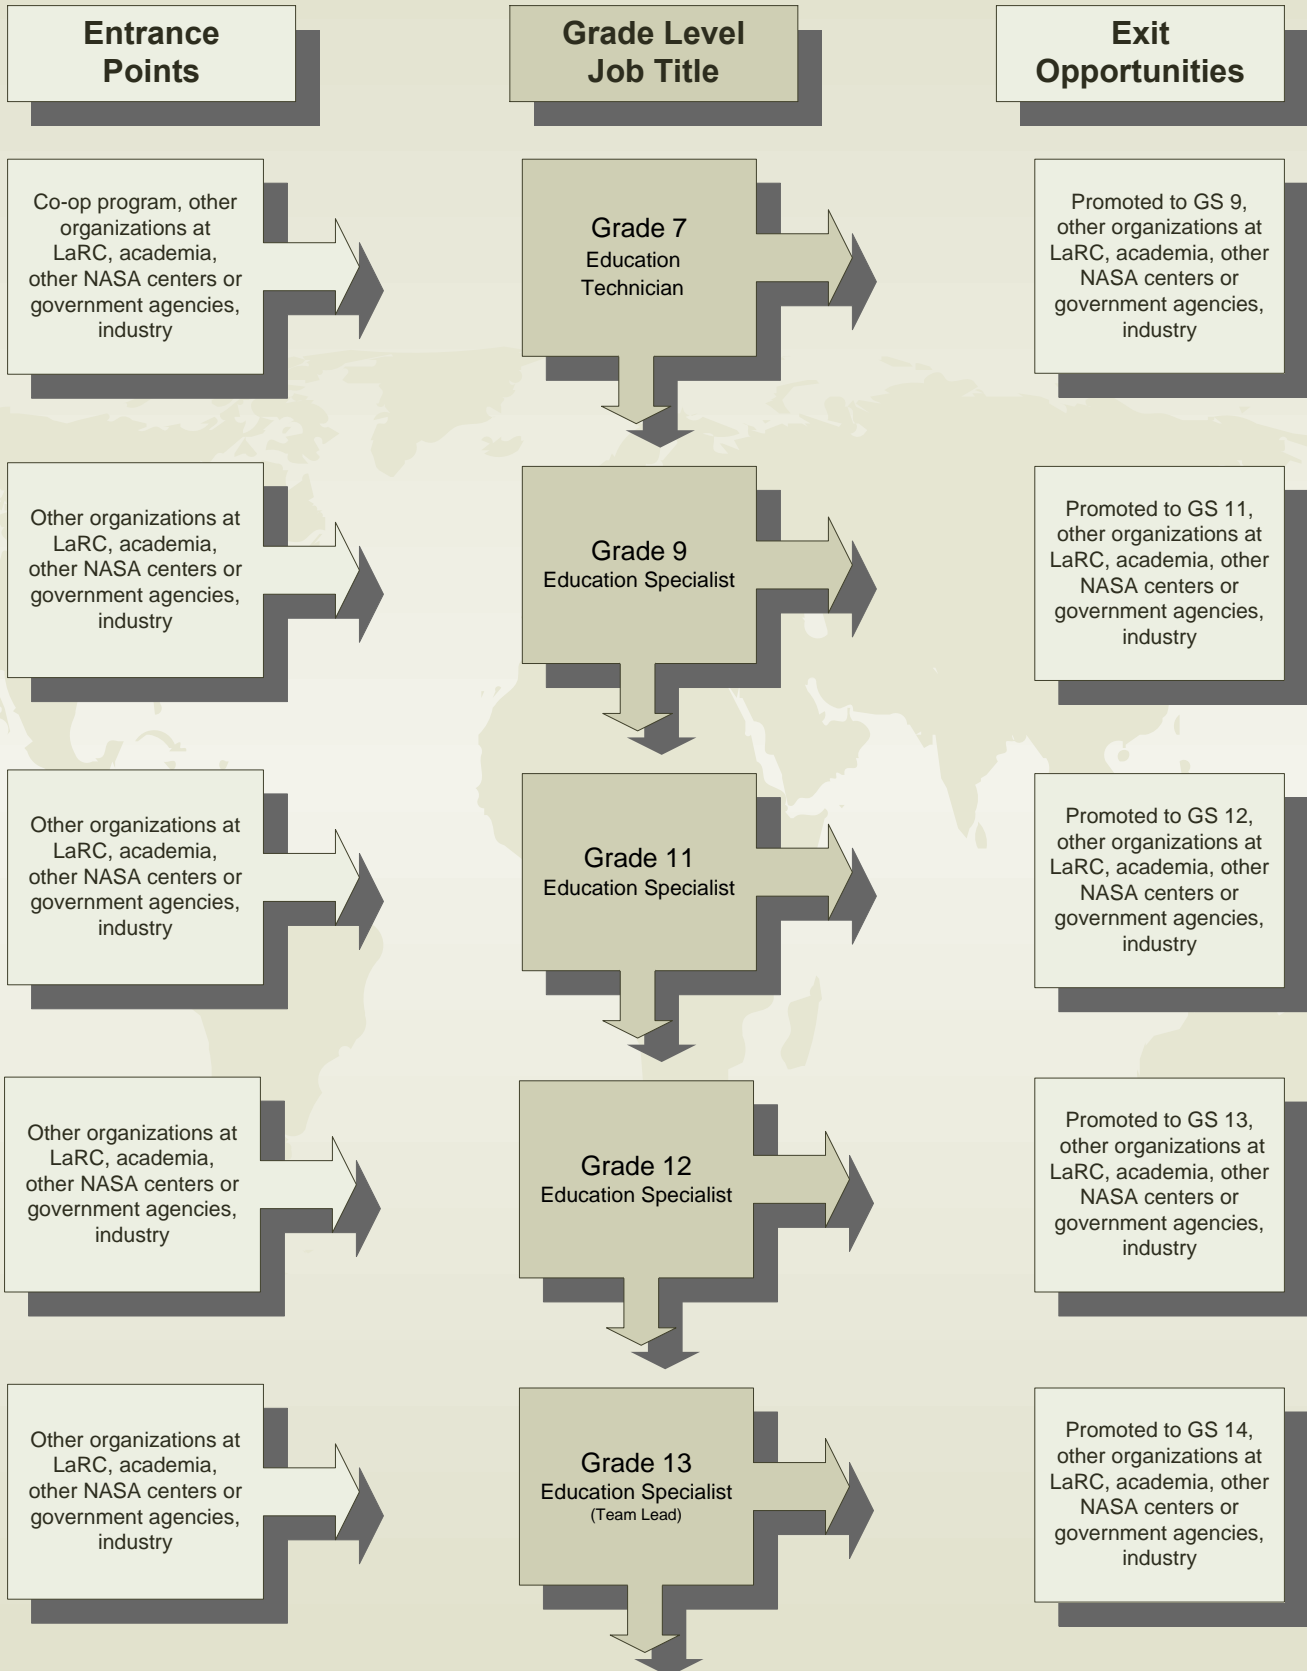 Entrance
Points
Grade Level
Job Title
Exit
Opportunities
Co-op program, other
organizations at
LaRC, academia,
other NASA centers or
government agencies,
industry
Grade 7
Education
Technician
Promoted to GS 9,
other organizations at
LaRC, academia, other
NASA centers or
government agencies,
industry
Other organizations at
LaRC, academia,
other NASA centers or
government agencies,
industry
Grade 9
Education Specialist
Promoted to GS 11,
other organizations at
LaRC, academia, other
NASA centers or
government agencies,
industry
Other organizations at
LaRC, academia,
other NASA centers or
government agencies,
industry
Grade 11
Education Specialist
Promoted to GS 12,
other organizations at
LaRC, academia, other
NASA centers or
government agencies,
industry
Other organizations at
LaRC, academia,
other NASA centers or
government agencies,
industry
Grade 12
Education Specialist
Promoted to GS 13,
other organizations at
LaRC, academia, other
NASA centers or
government agencies,
industry
Other organizations at
LaRC, academia,
other NASA centers or
government agencies,
industry
Grade 13
Education Specialist
(Team Lead)
Promoted to GS 14,
other organizations at
LaRC, academia, other
NASA centers or
government agencies,
industry